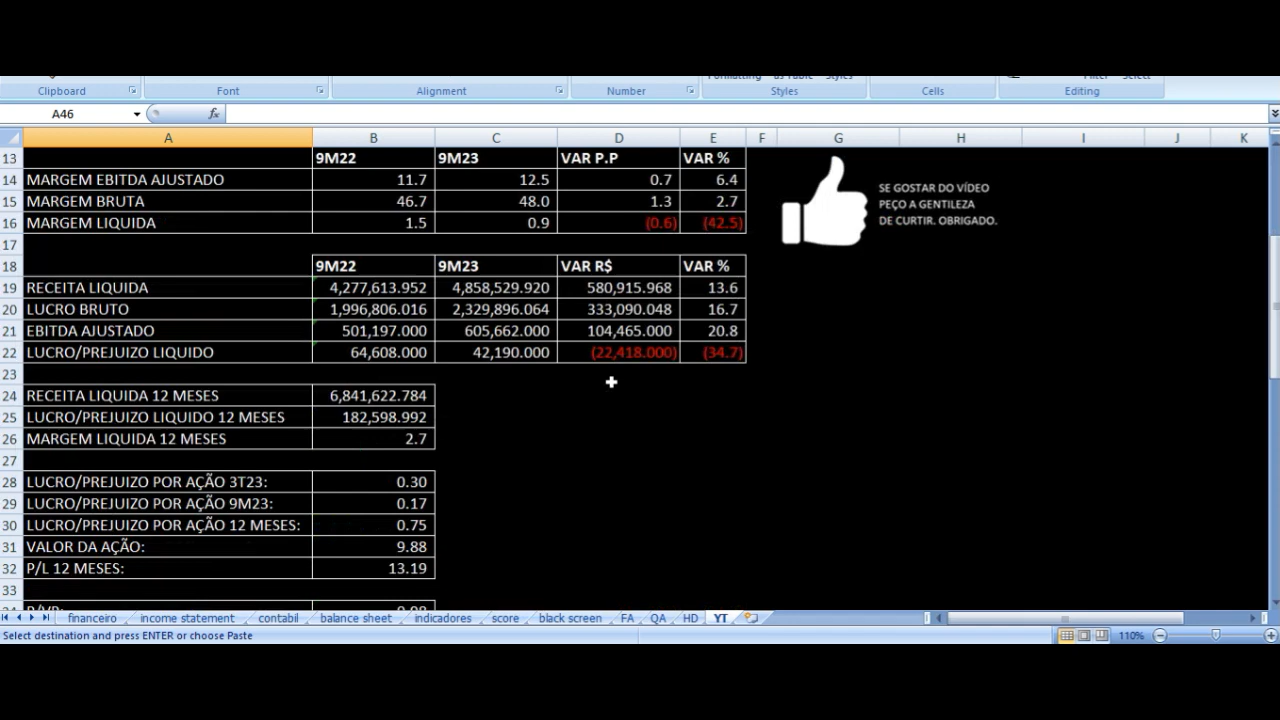 Clipboard Font Alignment Number Styles Cells Editing
A46
A B C D E F G H I J K
13 9M22 9M23 VAR P.P VAR %
14 MARGEM EBITDA AJUSTADO 11.7 12.5 0.7 6.4
15 MARGEM BRUTA 46.7 48.0 1.3 2.7
16 MARGEM LIQUIDA 1.5 0.9 (0.6) (42.5)
SE GOSTAR DO VÍDEO
PEÇO A GENTILEZA
DE CURTIR. OBRIGADO.
17
18 9M22 9M23 VAR R$ VAR %
19 RECEITA LIQUIDA 4,277,613.952 4,858,529.920 580,915.968 13.6
20 LUCRO BRUTO 1,996,806.016 2,329,896.064 333,090.048 16.7
21 EBITDA AJUSTADO 501,197.000 605,662.000 104,465.000 20.8
22 LUCRO/PREJUIZO LIQUIDO 64,608.000 42,190.000 (22,418.000) (34.7)
23
24 RECEITA LIQUIDA 12 MESES 6,841,622.784
25 LUCRO/PREJUIZO LIQUIDO 12 MESES 182,598.992
26 MARGEM LIQUIDA 12 MESES 2.7
27
28 LUCRO/PREJUIZO POR AÇÃO 3T23: 0.30
29 LUCRO/PREJUIZO POR AÇÃO 9M23: 0.17
30 LUCRO/PREJUIZO POR AÇÃO 12 MESES: 0.75
31 VALOR DA AÇÃO: 9.88
32 P/L 12 MESES: 13.19
33
financeiro income statement contabil balance sheet indicadores score black screen FA QA HD YT
Select destination and press ENTER or choose Paste 110%